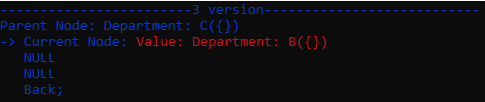 ------------------------3 version---------------------------
Parent Node: Department: C({})
-> Current Node: Value: Department: B({})
NULL
NULL
Back;